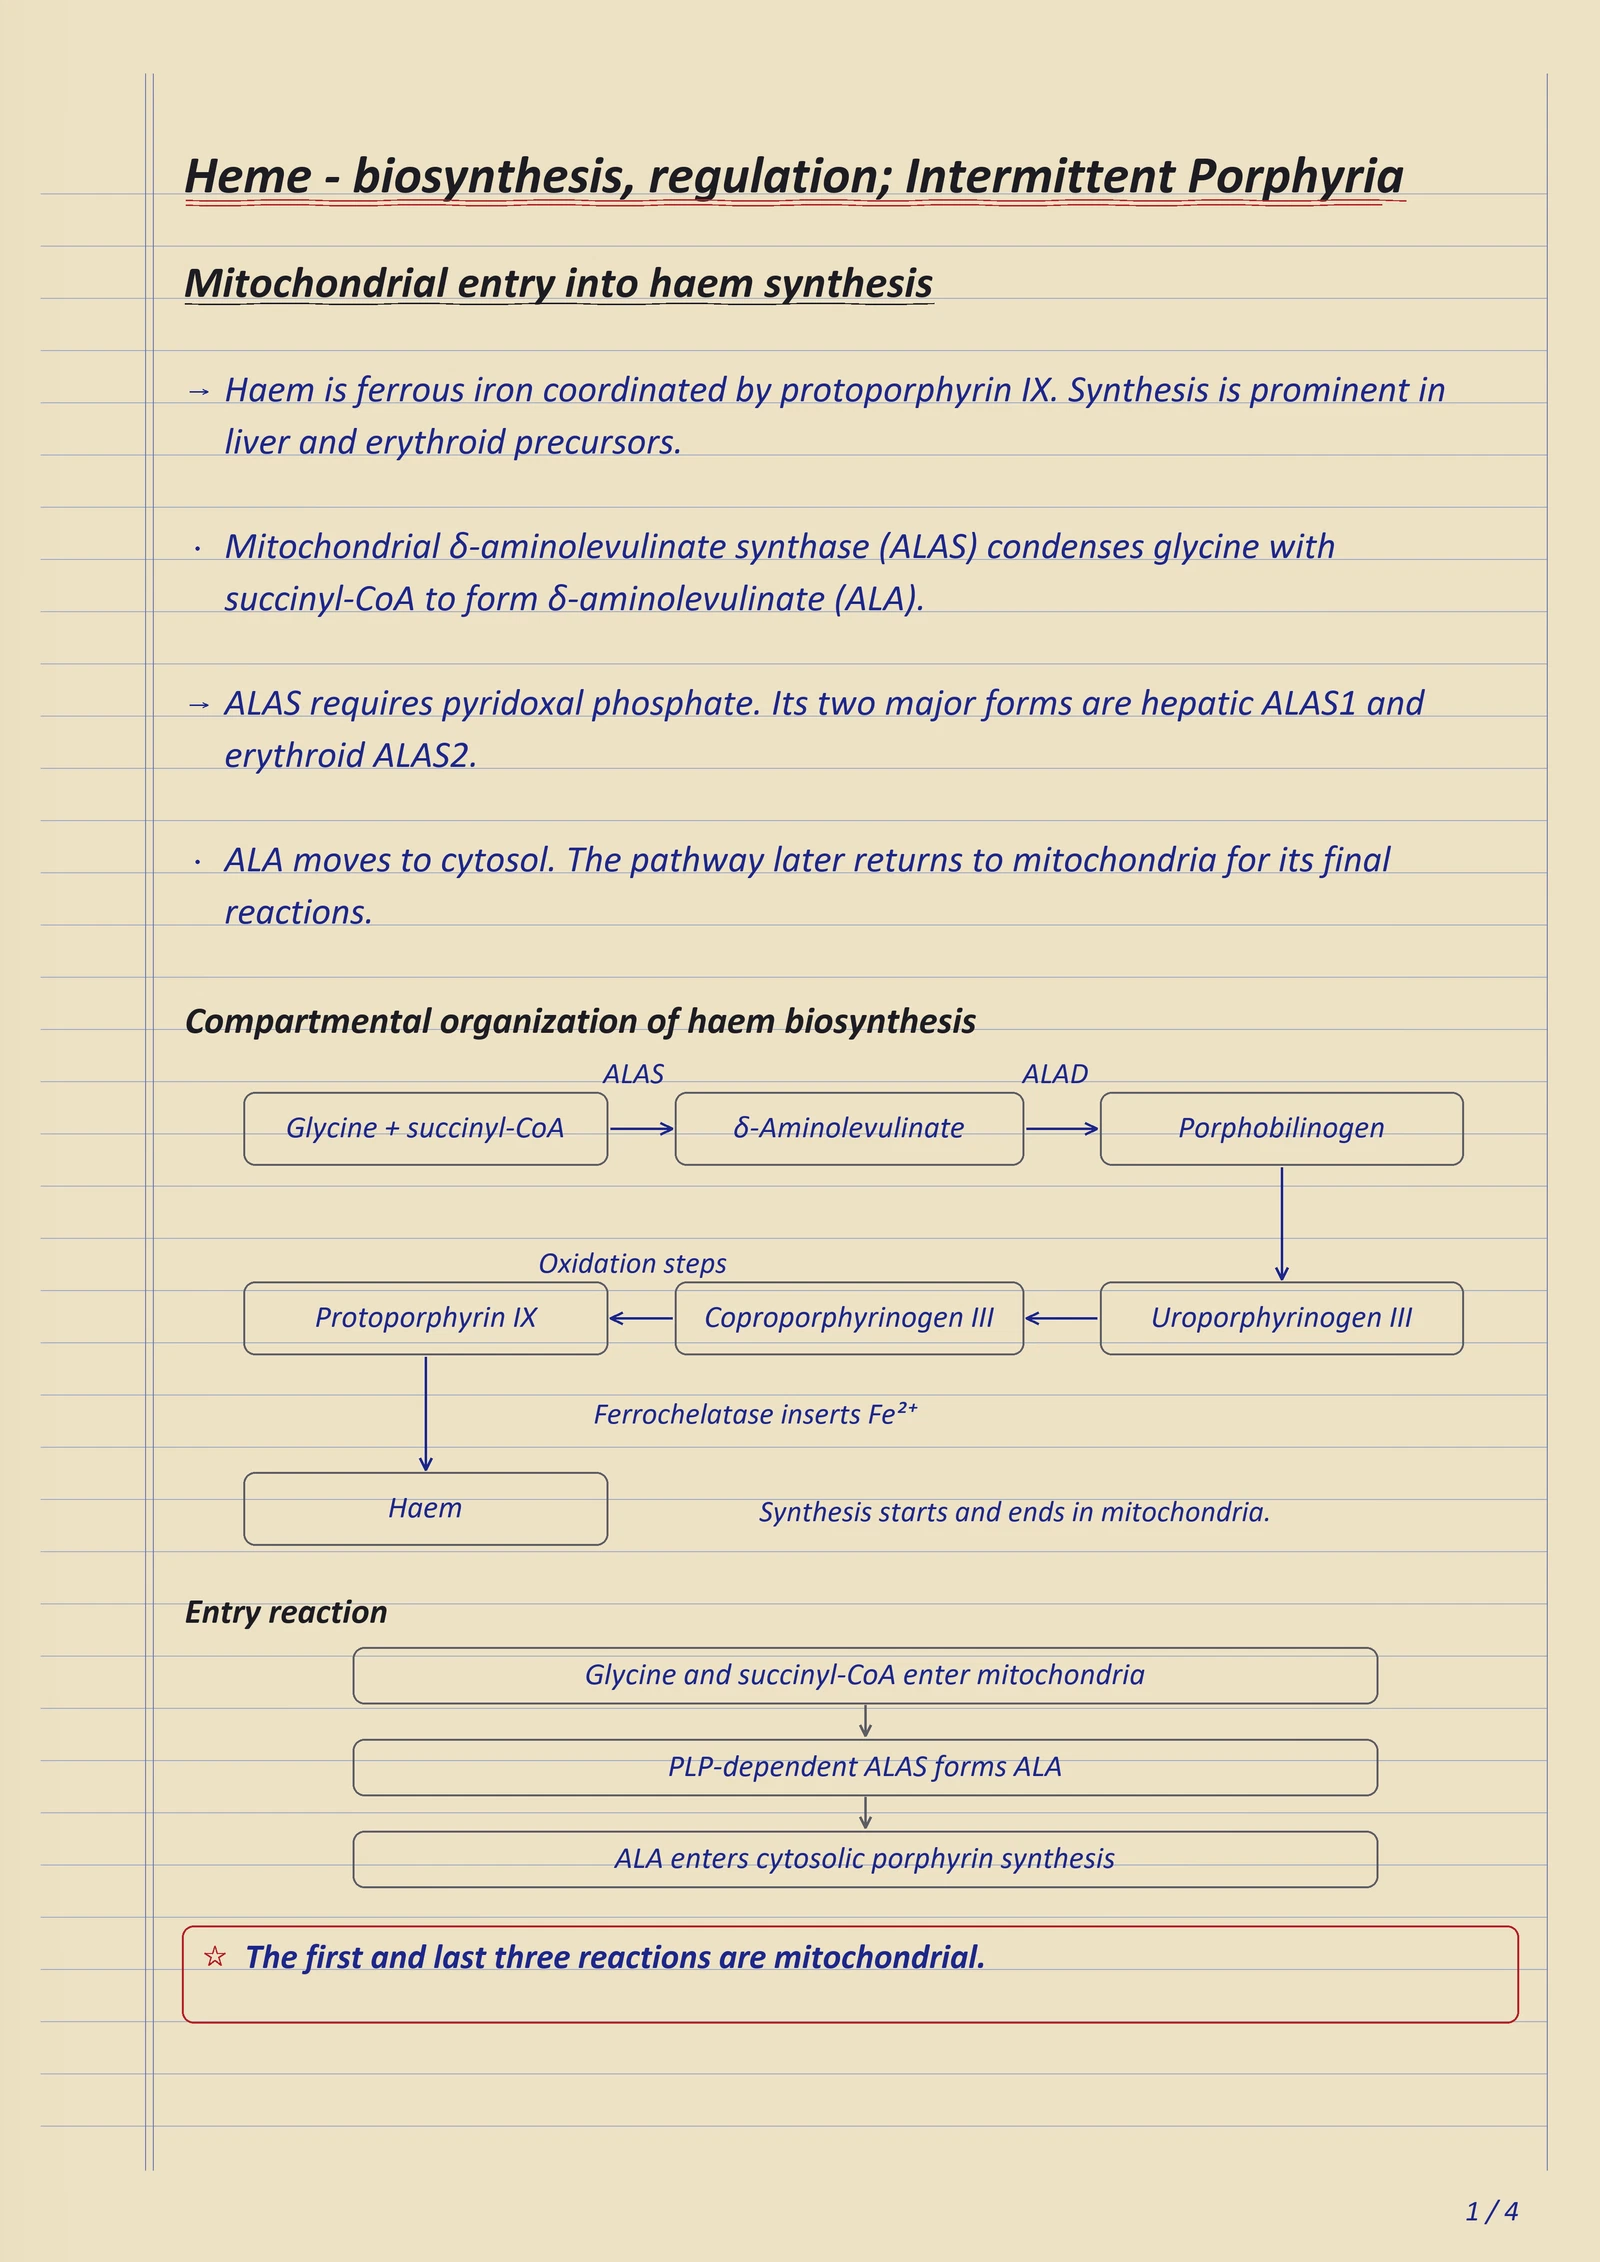 Heme - biosynthesis, regulation; Intermittent Porphyria
Mitochondrial entry into haem synthesis
→ Haem is ferrous iron coordinated by protoporphyrin IX. Synthesis is prominent in
liver and erythroid precursors.
· Mitochondrial δ-aminolevulinate synthase (ALAS) condenses glycine with
succinyl-CoA to form δ-aminolevulinate (ALA).
→ ALAS requires pyridoxal phosphate. Its two major forms are hepatic ALAS1 and
erythroid ALAS2.
· ALA moves to cytosol. The pathway later returns to mitochondria for its final
reactions.
Compartmental organization of haem biosynthesis
ALAS ALAD
Glycine + succinyl-CoA → δ-Aminolevulinate → Porphobilinogen
Oxidation steps
Protoporphyrin IX ← Coproporphyrinogen III ← Uroporphyrinogen III
Ferrochelatase inserts Fe²⁺
Haem
Synthesis starts and ends in mitochondria.
Entry reaction
Glycine and succinyl-CoA enter mitochondria
PLP-dependent ALAS forms ALA
ALA enters cytosolic porphyrin synthesis
☆ The first and last three reactions are mitochondrial.
1 / 4